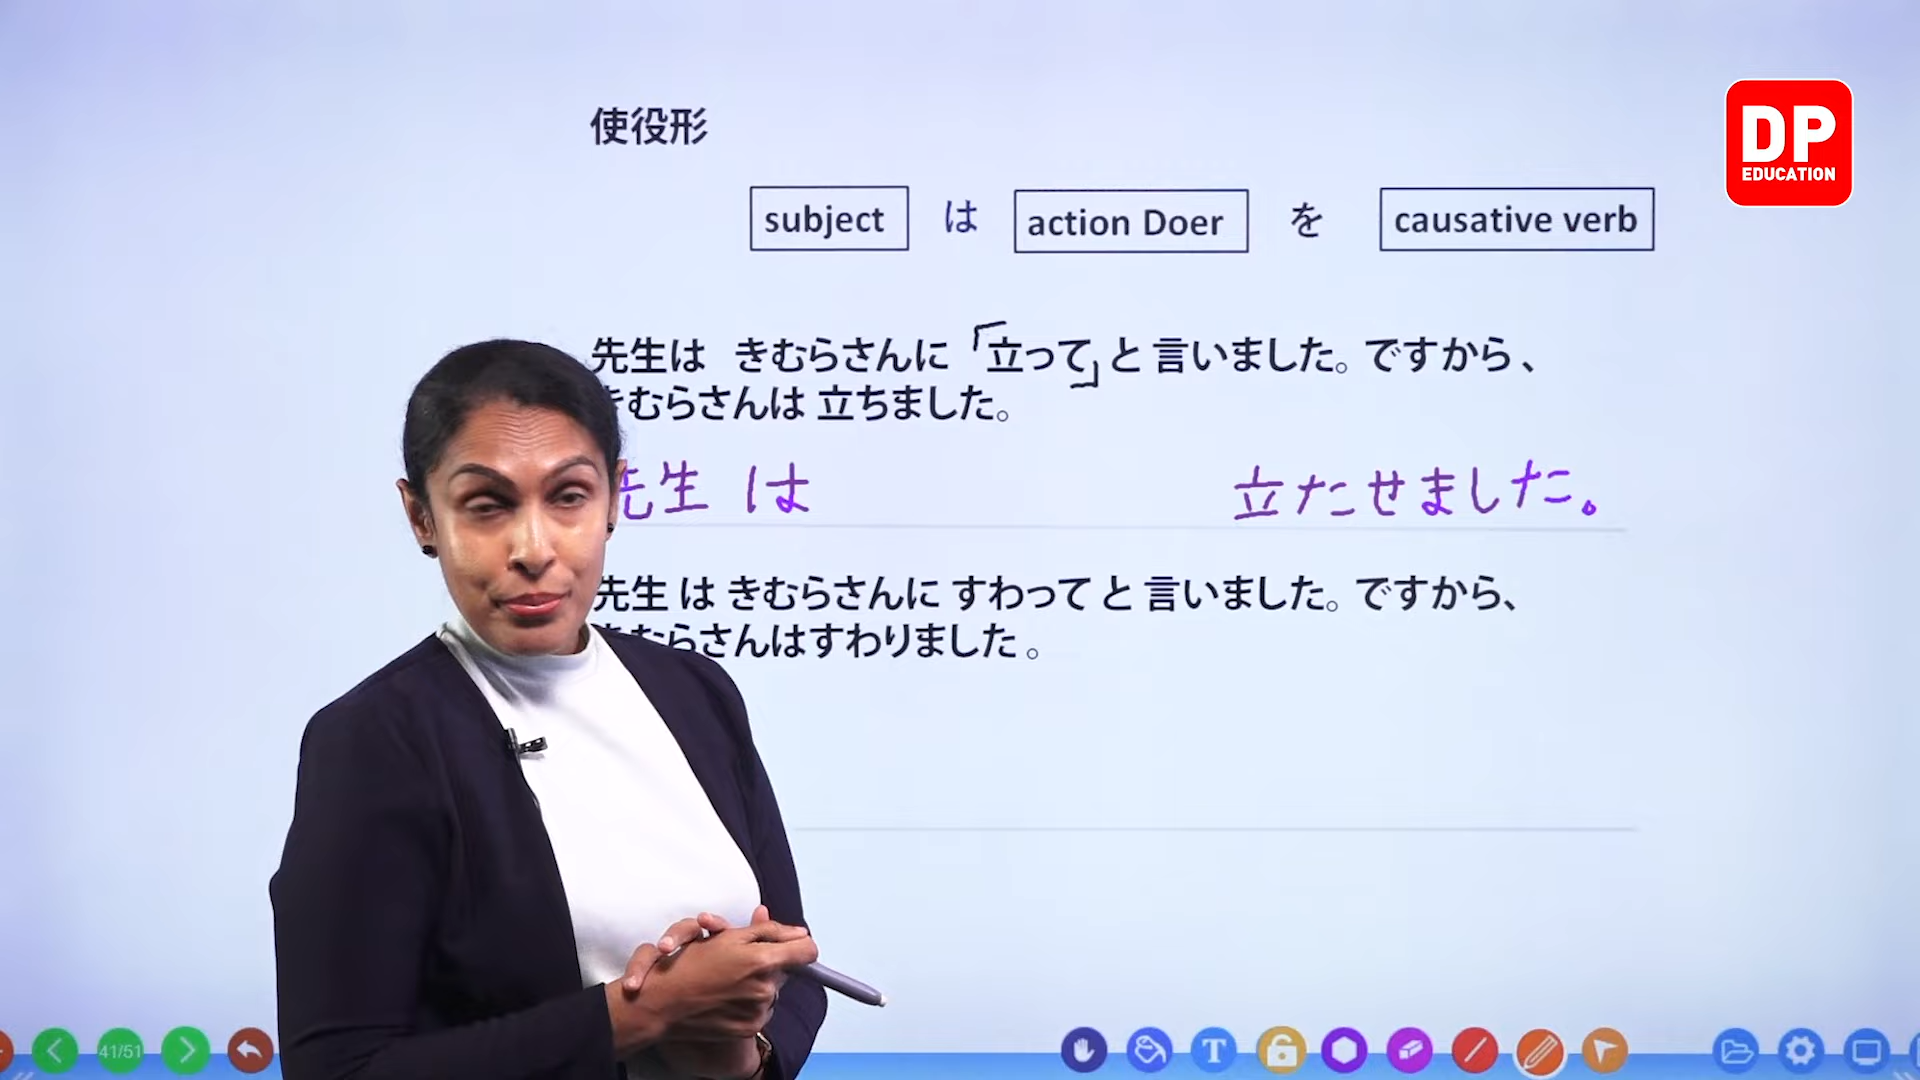 使役形
DP
EDUCATION
subject は action Doer を causative verb
先生は きむらさんに 「立って」と 言いました。ですから、
きむらさんは 立ちました。
先生 は 立たせました。
先生 は きむらさんに すわって と 言いました。ですから、
きむらさんはすわりました 。
41/51
T